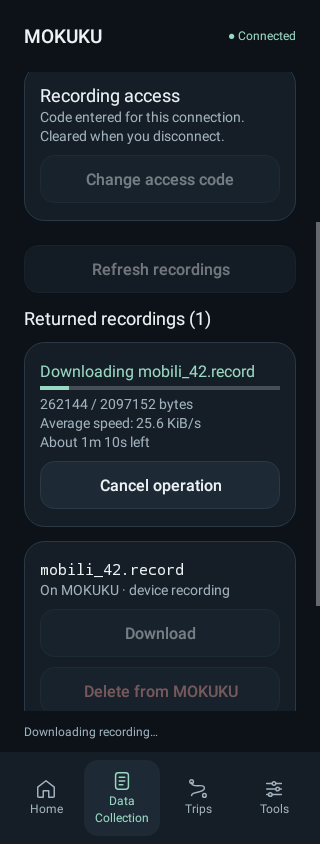 MOKUKU
Connected
Recording access
Code entered for this connection.
Cleared when you disconnect.
Change access code
Refresh recordings
Returned recordings (1)
Downloading mobili_42.record
262144 / 2097152 bytes
Average speed: 25.6 KiB/s
About 1m 10s left
Cancel operation
mobili_42.record
On MOKUKU · device recording
Download
Delete from MOKUKU
Downloading recording…
Home
Data
Collection
Trips
Tools